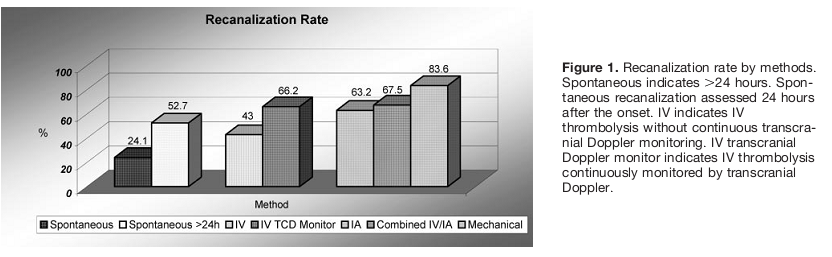 Recanalization Rate
100
80
60
40
20
0
%
24.1
52.7
43
66.2
63.2
67.5
83.6
Method
Spontaneous Spontaneous >24h IV IV TCD Monitor IA Combined IV/IA Mechanical
Figure 1. Recanalization rate by methods.
Spontaneous indicates >24 hours. Spon-
taneous recanalization assessed 24 hours
after the onset. IV indicates IV
thrombolysis without continuous transcra-
nial Doppler monitoring. IV transcranial
Doppler monitor indicates IV thrombolysis
continuously monitored by transcranial
Doppler.